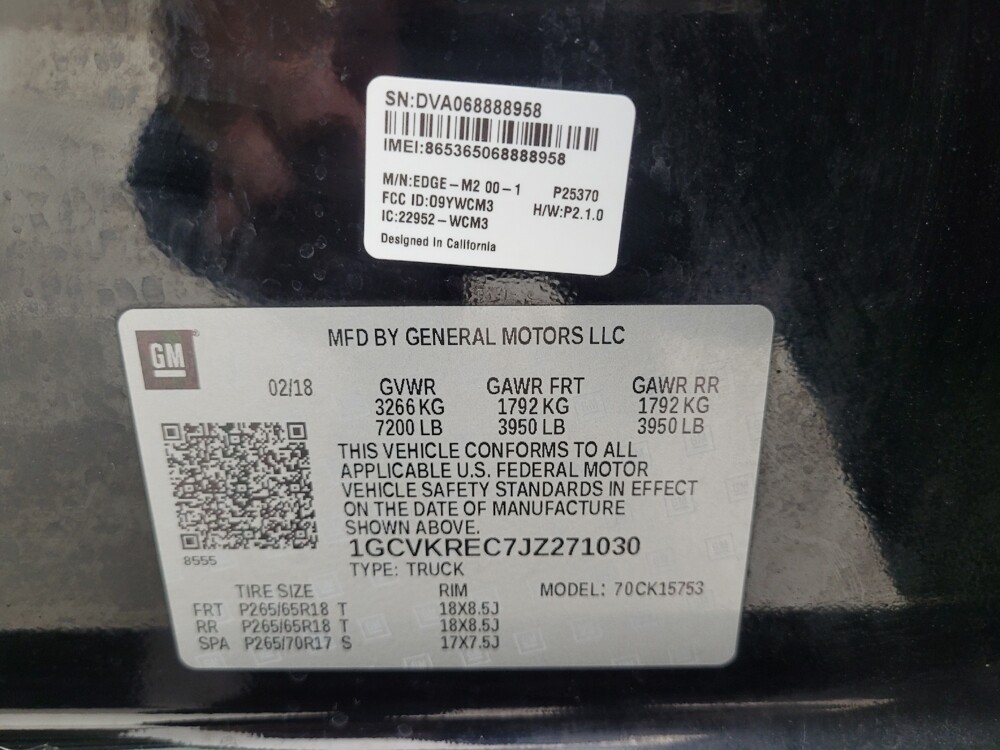 SN:DVA068888958
IMEI:865365068888958
M/N:EDGE-M2 00-1 P25370
FCC ID:09YWCM3 H/W:P2.1.0
IC:22952-WCM3
Designed in California
GM
MFD BY GENERAL MOTORS LLC
02/18 GVWR GAWR FRT GAWR RR
3266 KG 1792 KG 1792 KG
7200 LB 3950 LB 3950 LB
THIS VEHICLE CONFORMS TO ALL
APPLICABLE U.S. FEDERAL MOTOR
VEHICLE SAFETY STANDARDS IN EFFECT
ON THE DATE OF MANUFACTURE
SHOWN ABOVE.
1GCVKREC7JZ271030
8555
TYPE: TRUCK
TIRE SIZE RIM MODEL: 70CK15753
FRT P265/65R18 T 18X8.5J
RR P265/65R18 T 18X8.5J
SPA P265/70R17 S 17X7.5J